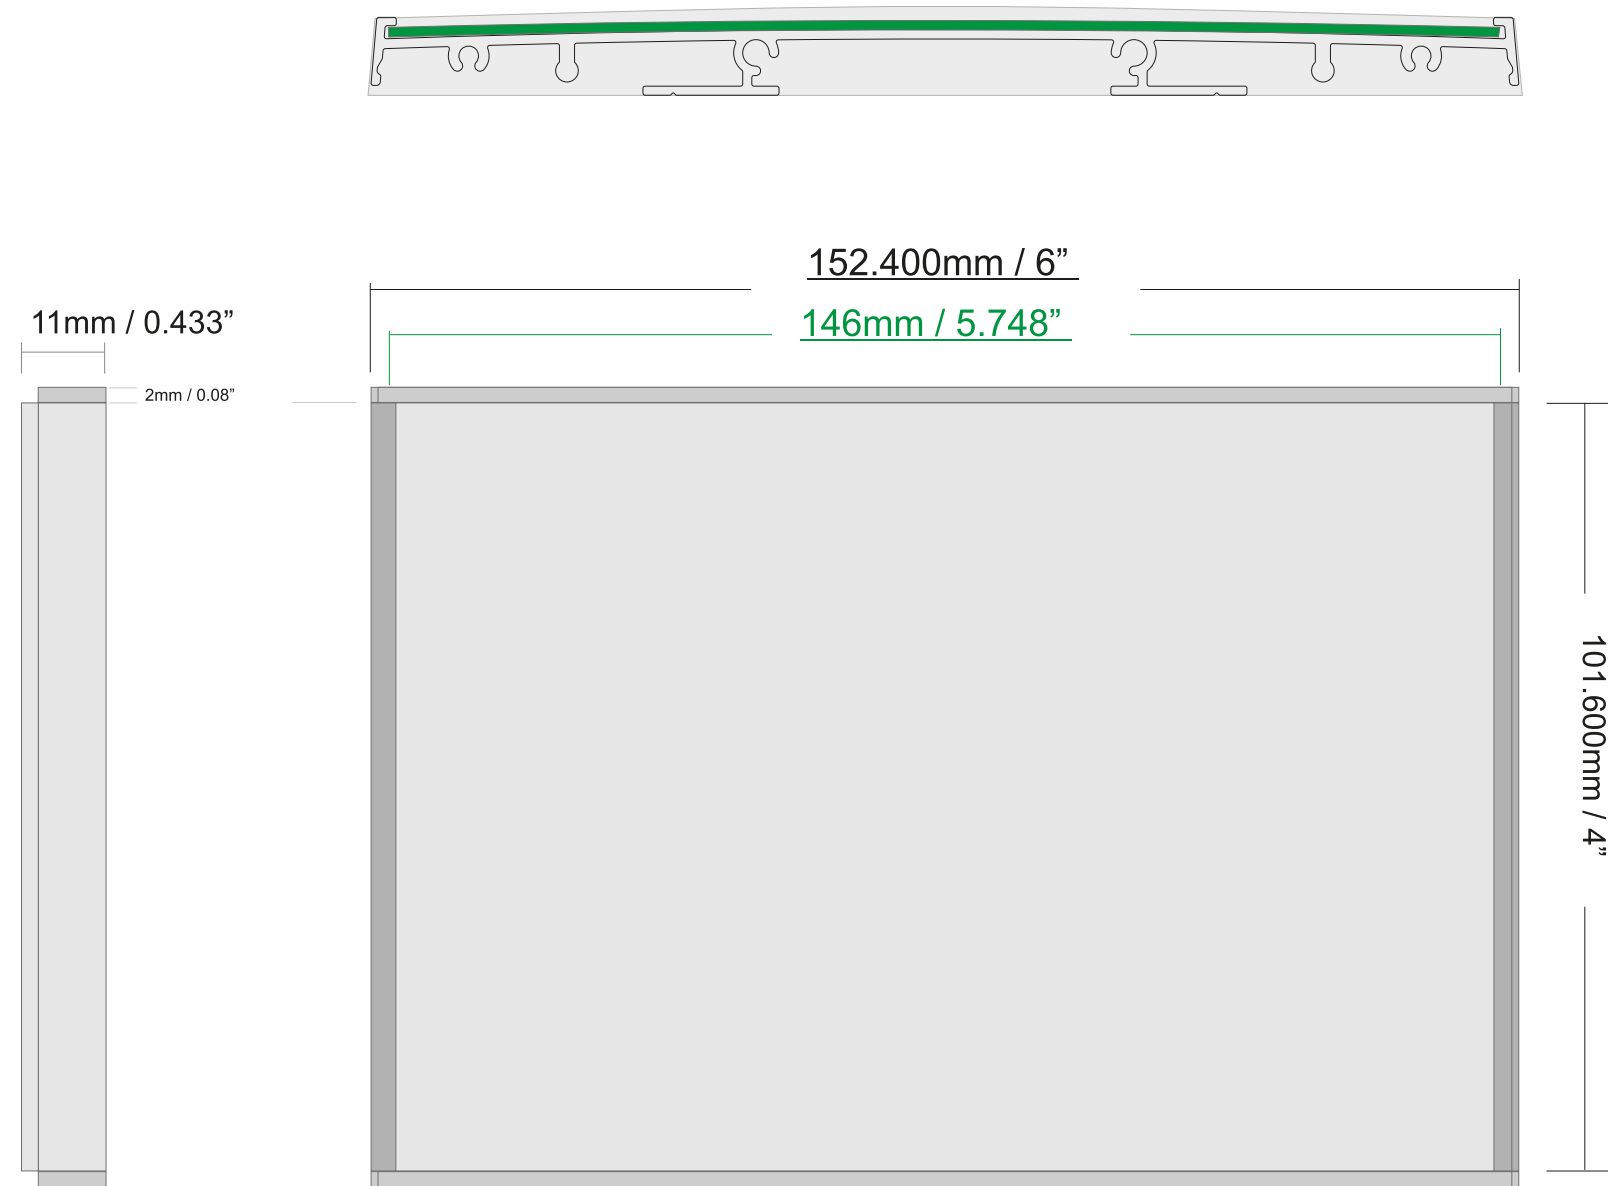 152.400mm / 6”
146mm / 5.748”
11mm / 0.433”
2mm / 0.08”
101.600mm / 4”